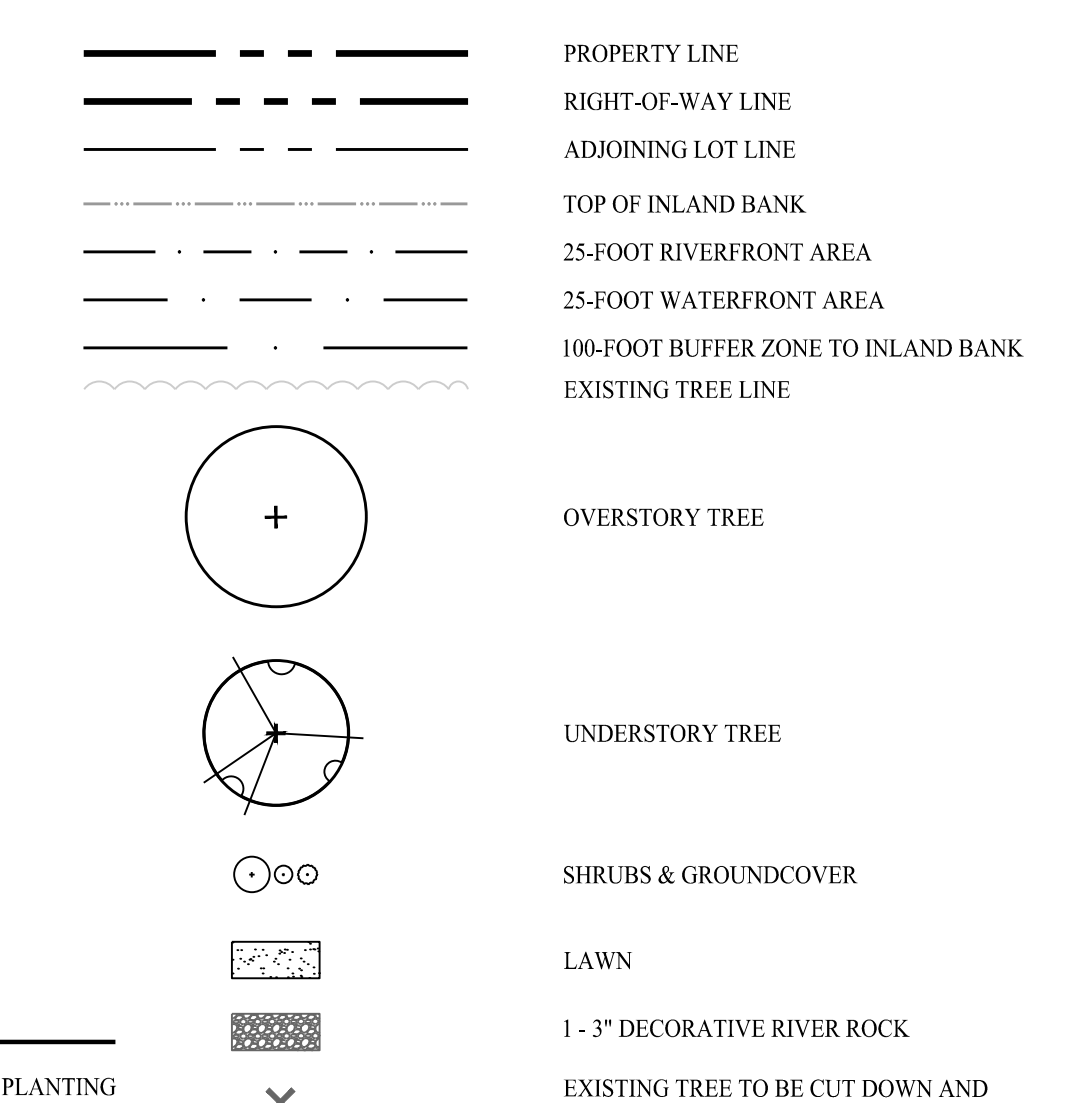 PROPERTY LINE
RIGHT-OF-WAY LINE
ADJOINING LOT LINE
TOP OF INLAND BANK
25-FOOT RIVERFRONT AREA
25-FOOT WATERFRONT AREA
100-FOOT BUFFER ZONE TO INLAND BANK
EXISTING TREE LINE
OVERSTORY TREE
UNDERSTORY TREE
SHRUBS & GROUNDCOVER
LAWN
1 - 3" DECORATIVE RIVER ROCK
PLANTING
EXISTING TREE TO BE CUT DOWN AND